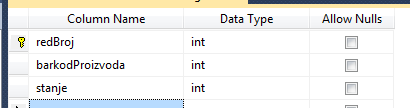 Column Name Data Type Allow Nulls
redBroj int
barkodProizvoda int
stanje int